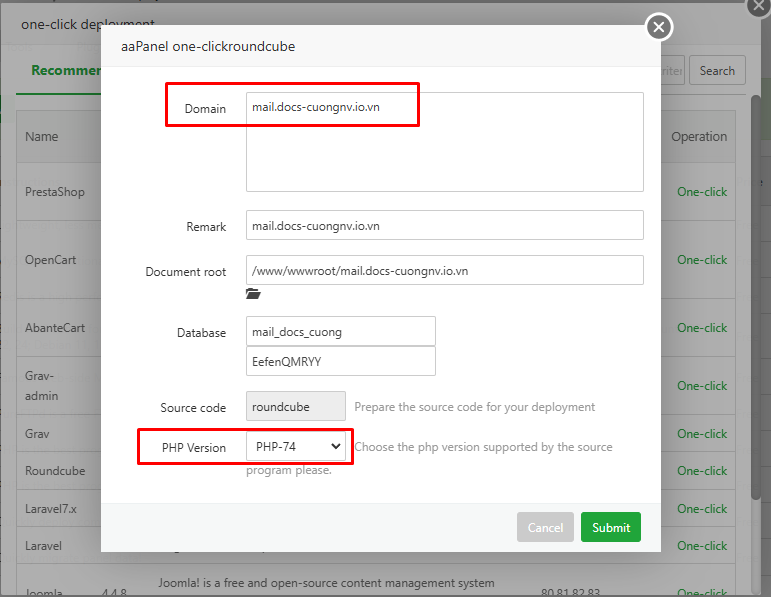 one-click deployment
aaPanel one-clickroundcube
Recommen
Search
Domain
mail.docs-cuongnv.io.vn
Name
Operation
PrestaShop
One-click
Remark
mail.docs-cuongnv.io.vn
OpenCart
One-click
Document root
/www/wwwroot/mail.docs-cuongnv.io.vn
AbanteCart
One-click
Database
mail_docs_cuong
EefenQMRYY
Grav-
admin
One-click
Source code
roundcube
Prepare the source code for your deployment
Grav
One-click
PHP Version
PHP-74
Choose the php version supported by the source
program please.
Roundcube
One-click
Laravel7.x
One-click
Cancel
Submit
Laravel
One-click
Joomla
4.4.8
Joomla! is a free and open-source content management system
80,81,82,83
One-click